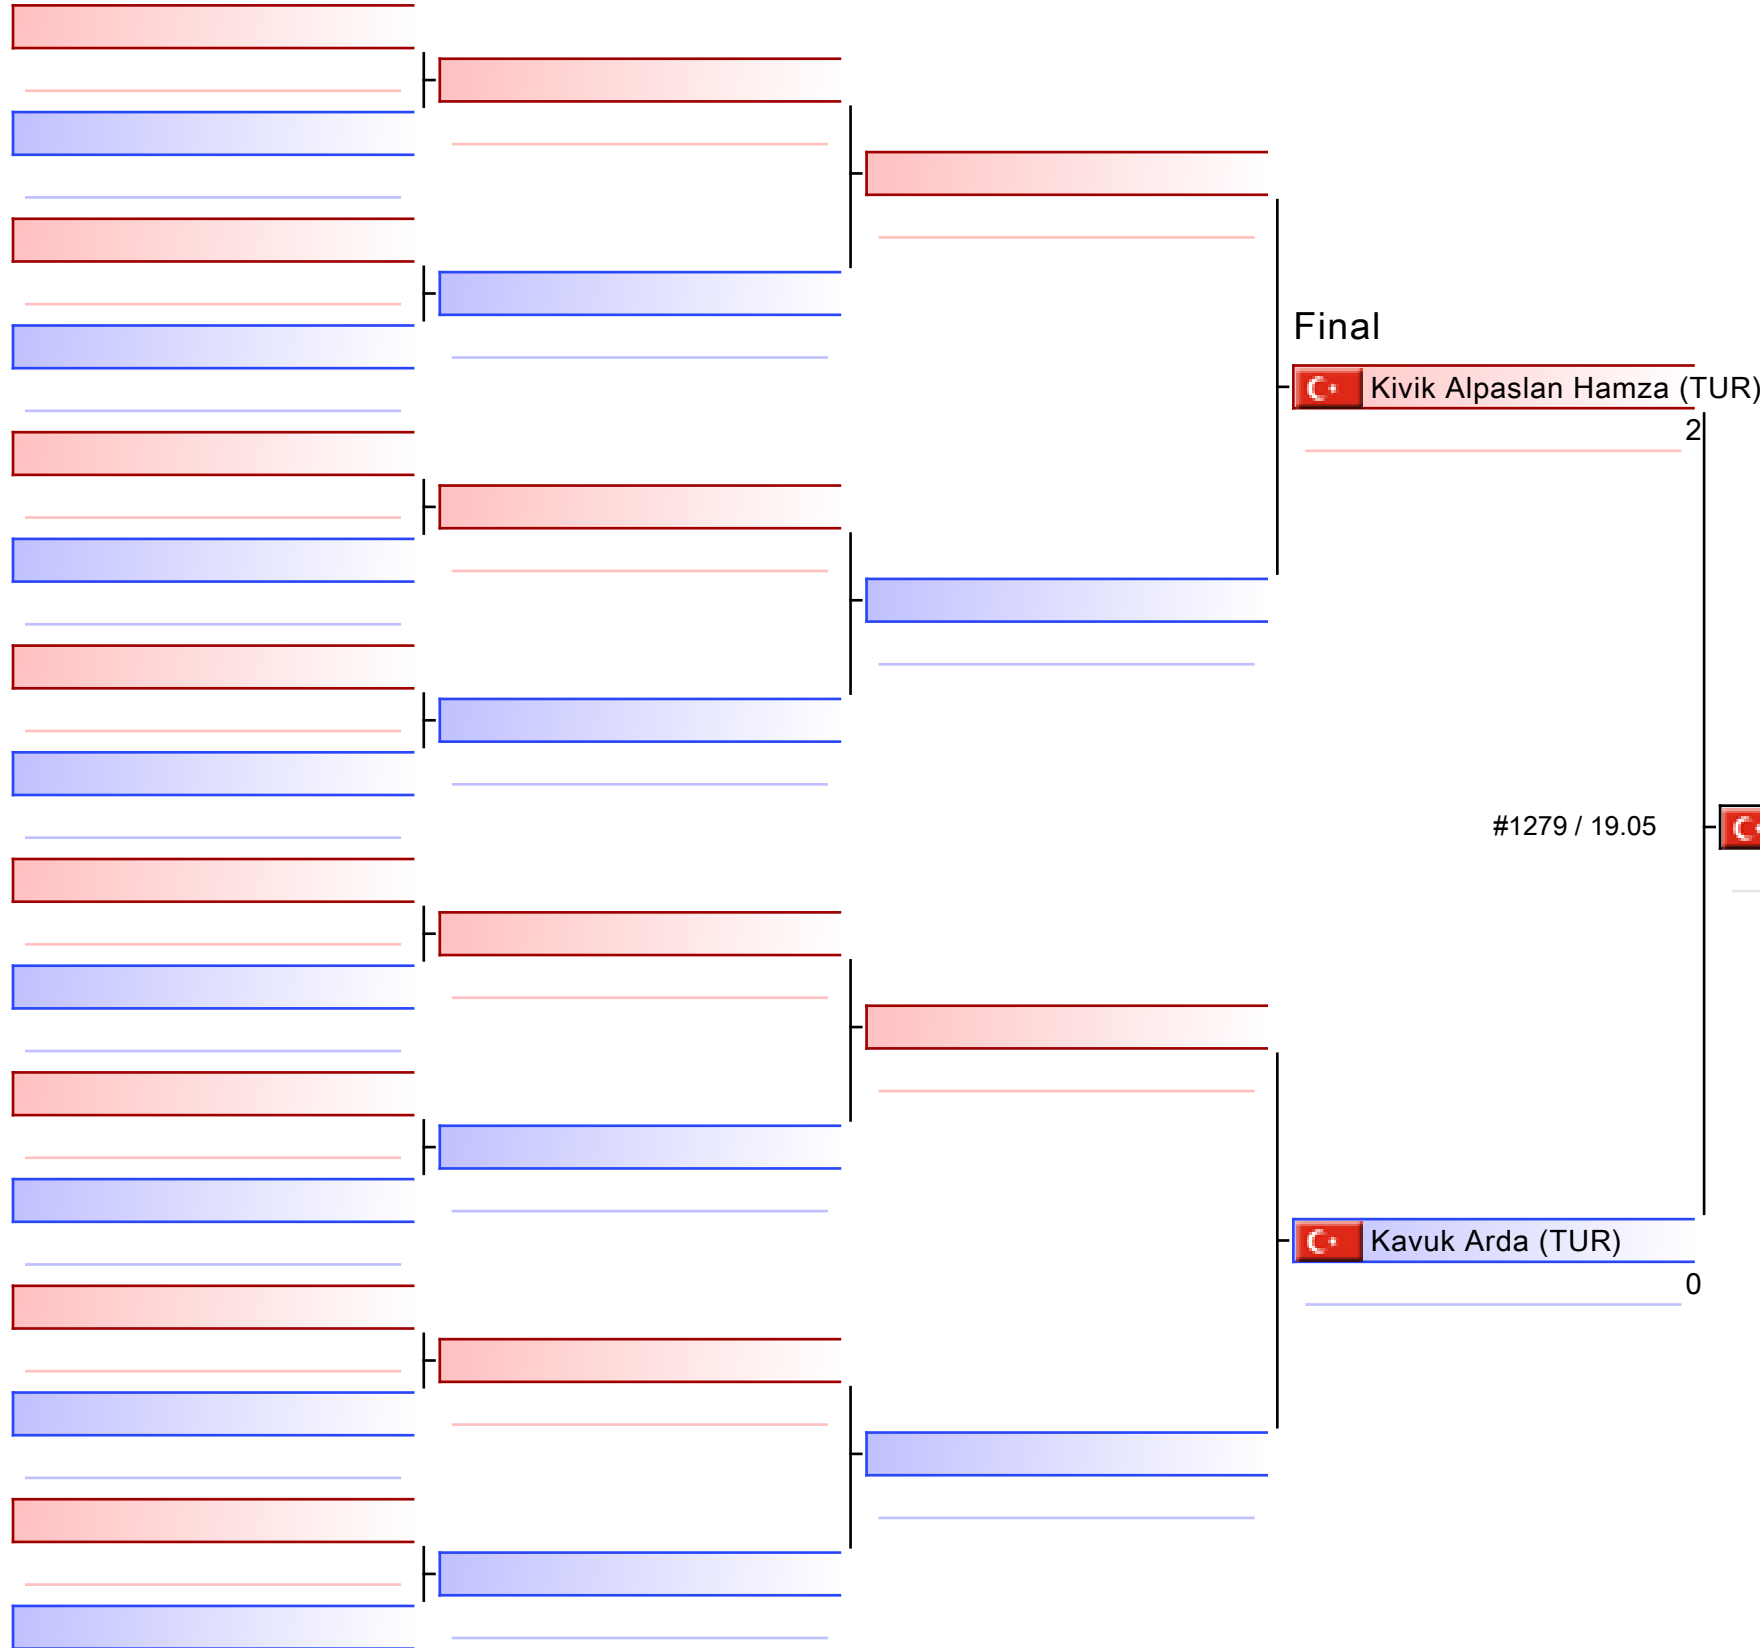 Final
Kivik Alpaslan Hamza (TUR)
2
#1279 / 19.05
Kavuk Arda (TUR)
0